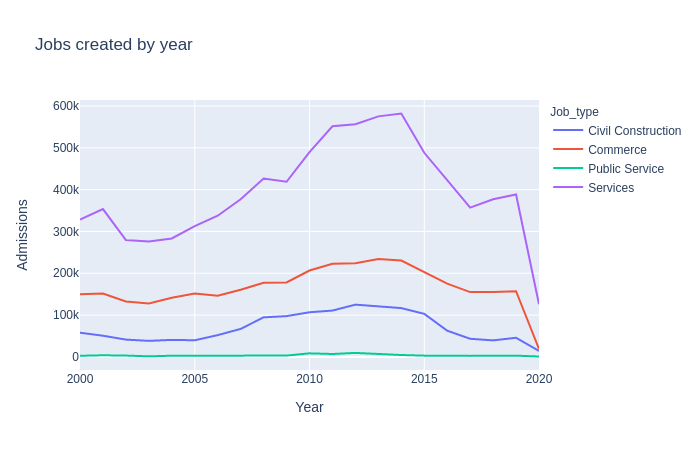 Jobs created by year
600k
500k
400k
300k
200k
100k
0
2000
2005
2010
2015
2020
Year
Admissions
Job_type
Civil Construction
Commerce
Public Service
Services